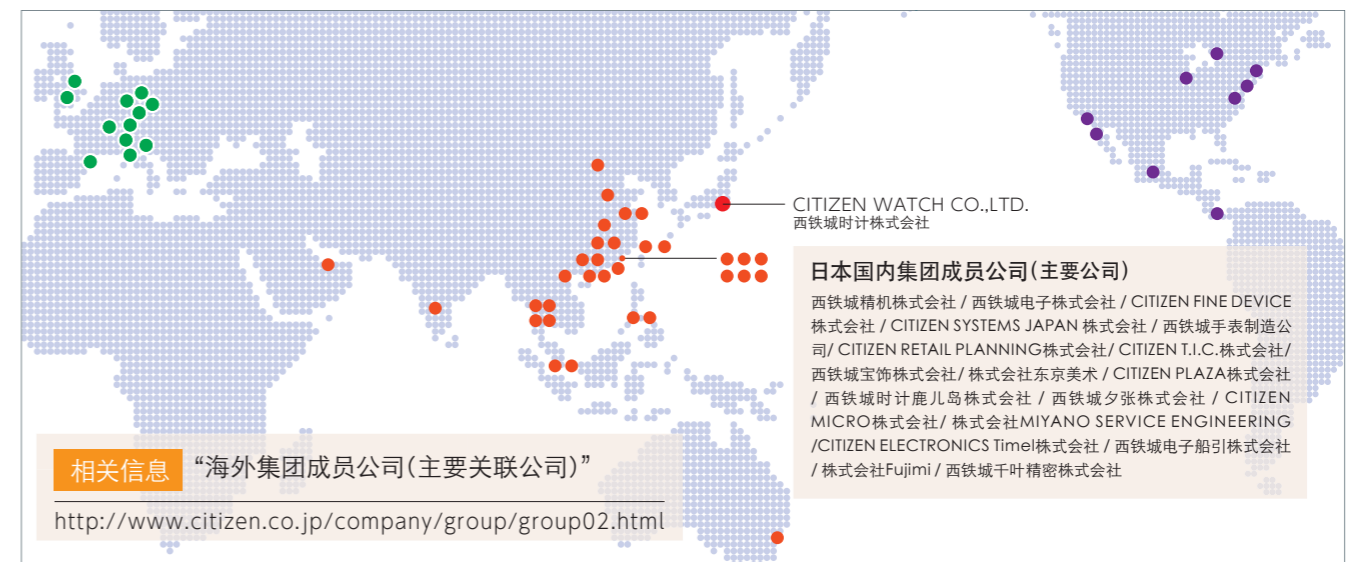 CITIZEN WATCH CO.,LTD.
西铁城时计株式会社
日本国内集团成员公司(主要公司)
西铁城精机株式会社 / 西铁城电子株式会社 / CITIZEN FINE DEVICE
株式会社 / CITIZEN SYSTEMS JAPAN 株式会社 / 西铁城手表制造公
司/ CITIZEN RETAIL PLANNING株式会社/ CITIZEN T.I.C.株式会社/
西铁城宝饰株式会社/ 株式会社东京美术 / CITIZEN PLAZA株式会社
/ 西铁城时计鹿儿岛株式会社 / 西铁城夕张株式会社 / CITIZEN
MICRO株式会社/ 株式会社MIYANO SERVICE ENGINEERING
/CITIZEN ELECTRONICS Timel株式会社 / 西铁城电子船引株式会社
/ 株式会社Fujimi / 西铁城千叶精密株式会社
相关信息 “海外集团成员公司(主要关联公司)”
http://www.citizen.co.jp/company/group/group02.html